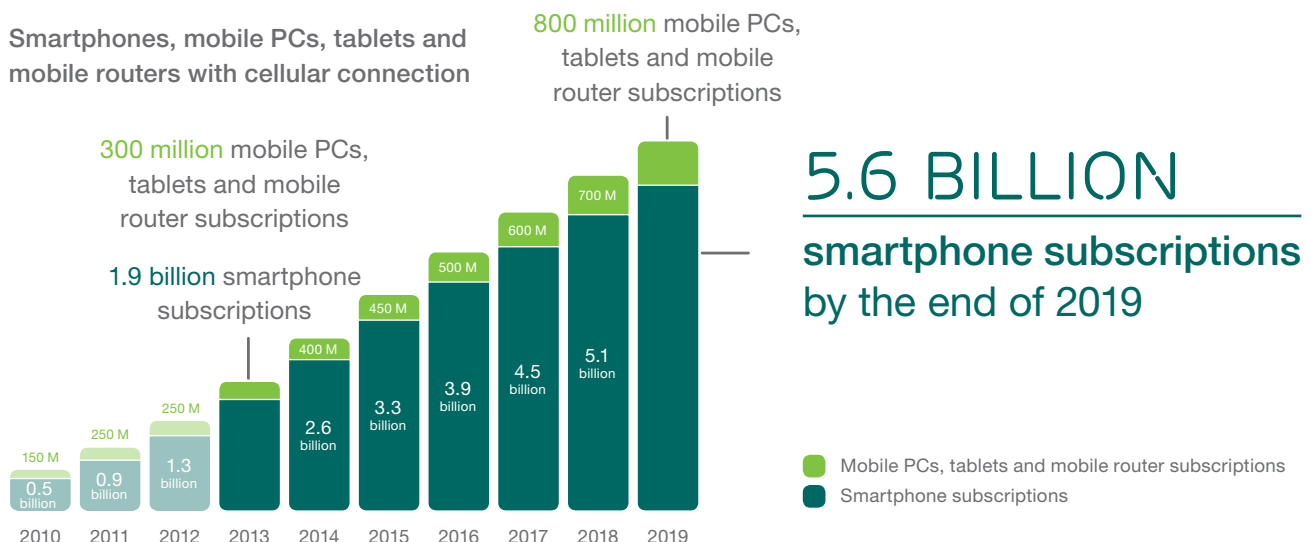 Smartphones, mobile PCs, tablets and
mobile routers with cellular connection
800 million mobile PCs,
tablets and mobile
router subscriptions
300 million mobile PCs,
tablets and mobile
router subscriptions
1.9 billion smartphone
subscriptions
5.6 BILLION
smartphone subscriptions
by the end of 2019
150 M
0.5
billion
250 M
0.9
billion
250 M
1.3
billion
400 M
2.6
billion
450 M
3.3
billion
500 M
3.9
billion
600 M
4.5
billion
700 M
5.1
billion
2010 2011 2012 2013 2014 2015 2016 2017 2018 2019
Mobile PCs, tablets and mobile router subscriptions
Smartphone subscriptions